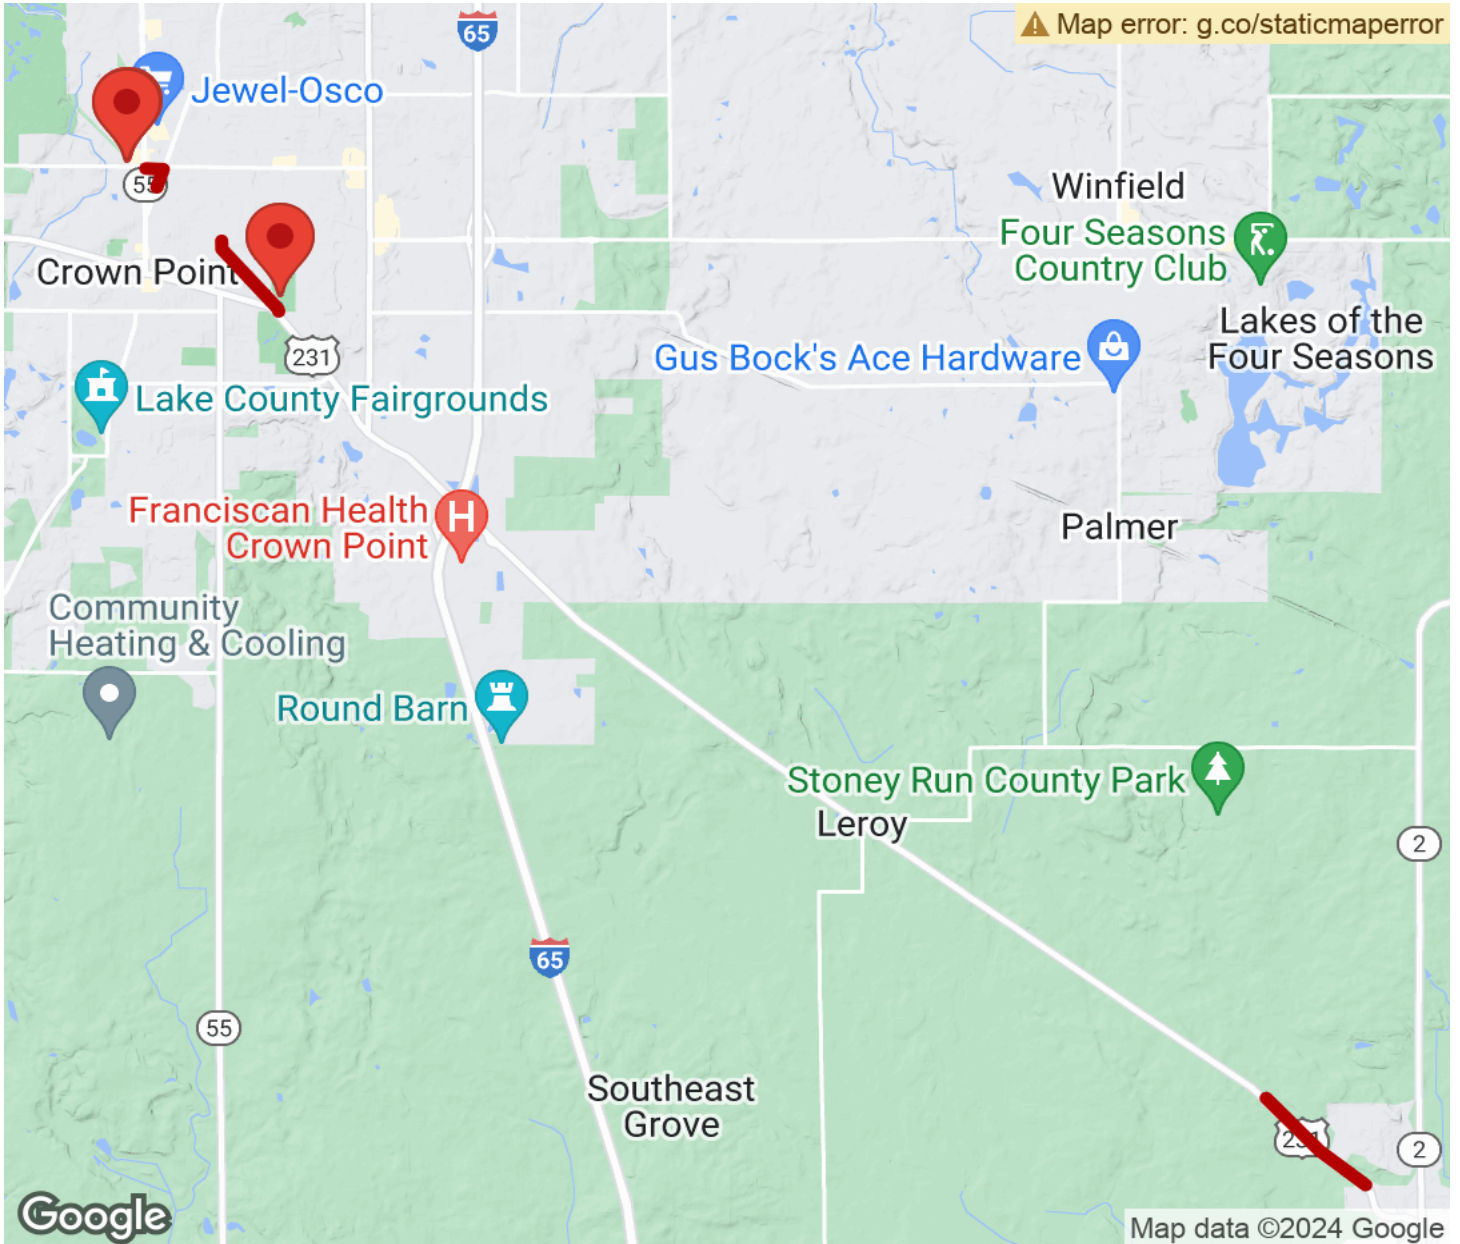 65
Map error: g.co/staticmaperror
Jewel-Osco
55
Winfield
Four Seasons
Country Club
Crown Point
Lakes of the
Four Seasons
231
Gus Bock's Ace Hardware
Lake County Fairgrounds
Franciscan Health
Crown Point
H
Palmer
Community
Heating & Cooling
Round Barn
Stoney Run County Park
Leroy
2
65
55
Southeast
Grove
231
2
Google
Map data ©2024 Google